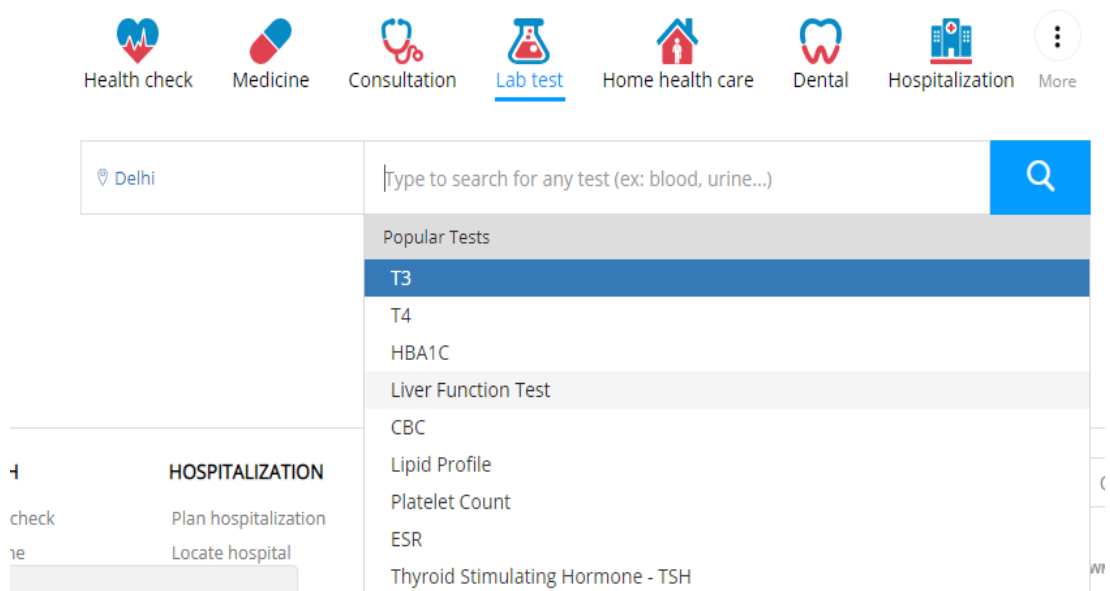 Health check Medicine Consultation Lab test Home health care Dental Hospitalization More
Delhi Type to search for any test (ex: blood, urine...)
Popular Tests
T3
T4
HBA1C
Liver Function Test
CBC
Lipid Profile
Platelet Count
ESR
Thyroid Stimulating Hormone - TSH
HOSPITALIZATION
check Plan hospitalization
Locate hospital